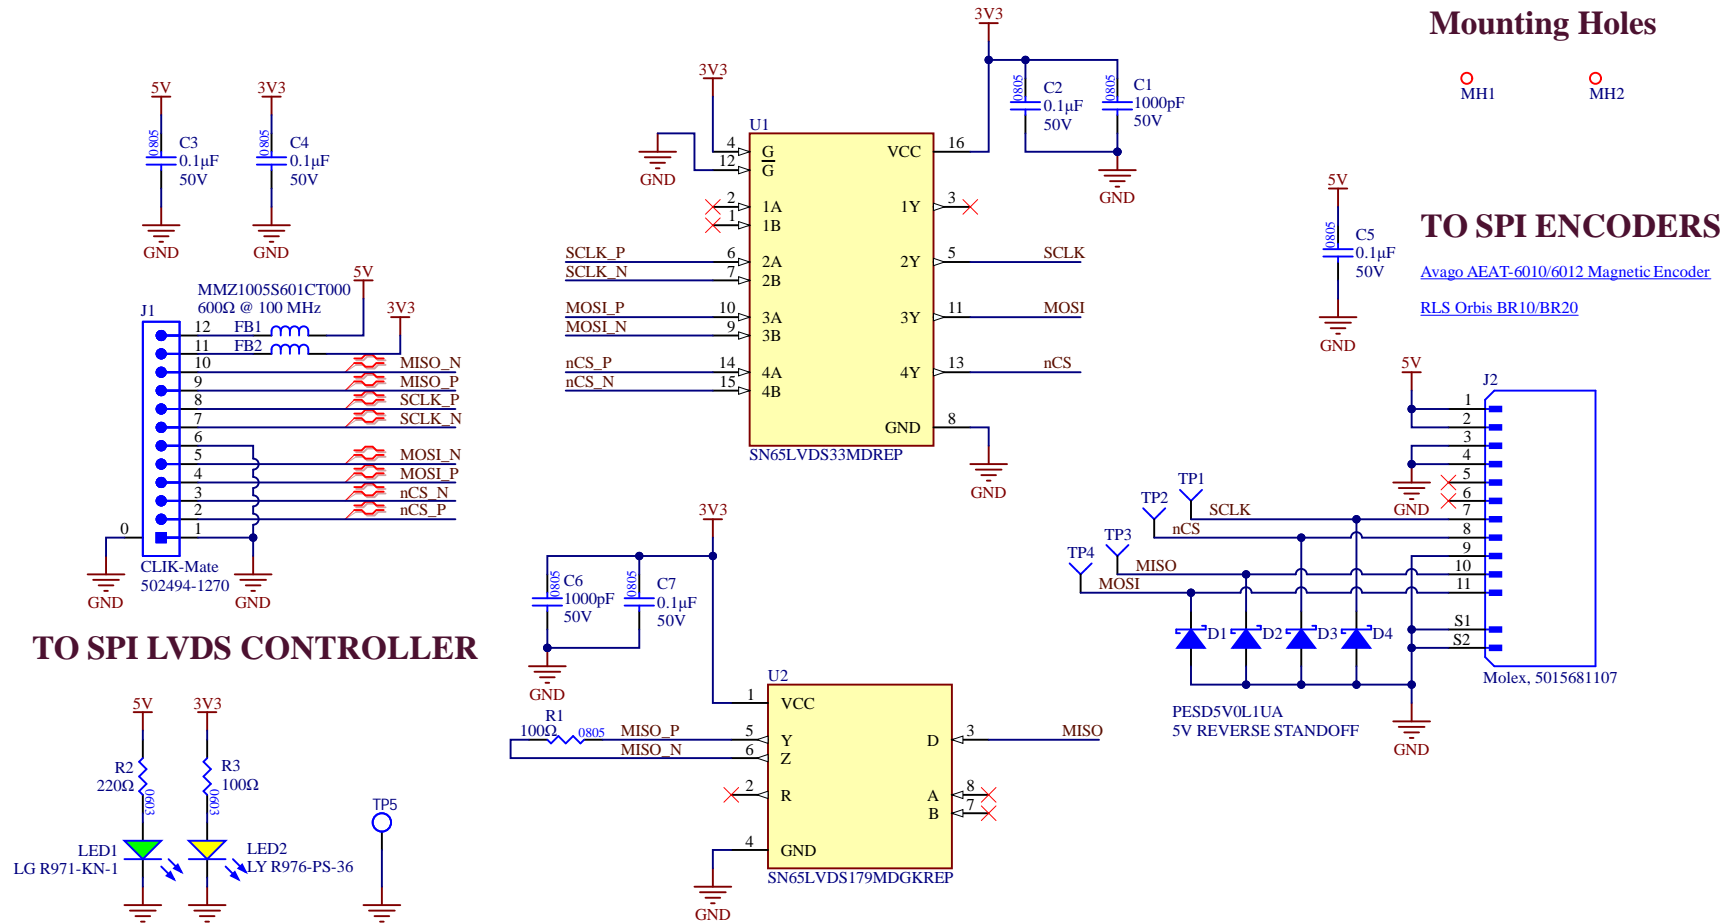 Mounting Holes
MH1
MH2
5V
0805
C3
0.1µF
50V
GND
3V3
0805
C4
0.1µF
50V
GND
3V3
GND
3V3
0805
C2
0.1µF
50V
0805
C1
1000pF
50V
GND
U1
4 G
12 G
2 1A
1 1B
SCLK_P 6 2A
SCLK_N 7 2B
MOSI_P 10 3A
MOSI_N 9 3B
nCS_P 14 4A
nCS_N 15 4B
VCC 16
1Y 3
2Y 5 SCLK
3Y 11 MOSI
4Y 13 nCS
GND 8
GND
SN65LVDS33MDREP
5V
0805
C5
0.1µF
50V
GND
TO SPI ENCODERS
Avago AEAT-6010/6012 Magnetic Encoder
RLS Orbis BR10/BR20
MMZ1005S601CT000
600Ω @ 100 MHz
5V
3V3
J1
12 FB1
11 FB2
10 MISO_N
9 MISO_P
8 SCLK_P
7 SCLK_N
6
5 MOSI_N
4 MOSI_P
3 nCS_N
2 nCS_P
0 1
CLIK-Mate
502494-1270
GND
GND
TO SPI LVDS CONTROLLER
5V
R2
220Ω
0603
LED1
LG R971-KN-1
3V3
R3
100Ω
0603
LED2
LY R976-PS-36
TP5
3V3
0805
C6
1000pF
50V
0805
C7
0.1µF
50V
GND
U2
1 VCC
R1
100Ω 0805 MISO_P 5 Y
MISO_N 6 Z
2 R
4 GND
D 3 MISO
A 8
B 7
GND
SN65LVDS179MDGKREP
5V
J2
1
2
3
4
5
6
GND
TP1
TP2
TP3
TP4
SCLK 7
nCS 8
9
MISO 10
MOSI 11
S1
S2
D1
D2
D3
D4
Molex, 5015681107
PESD5V0L1UA
5V REVERSE STANDOFF
GND